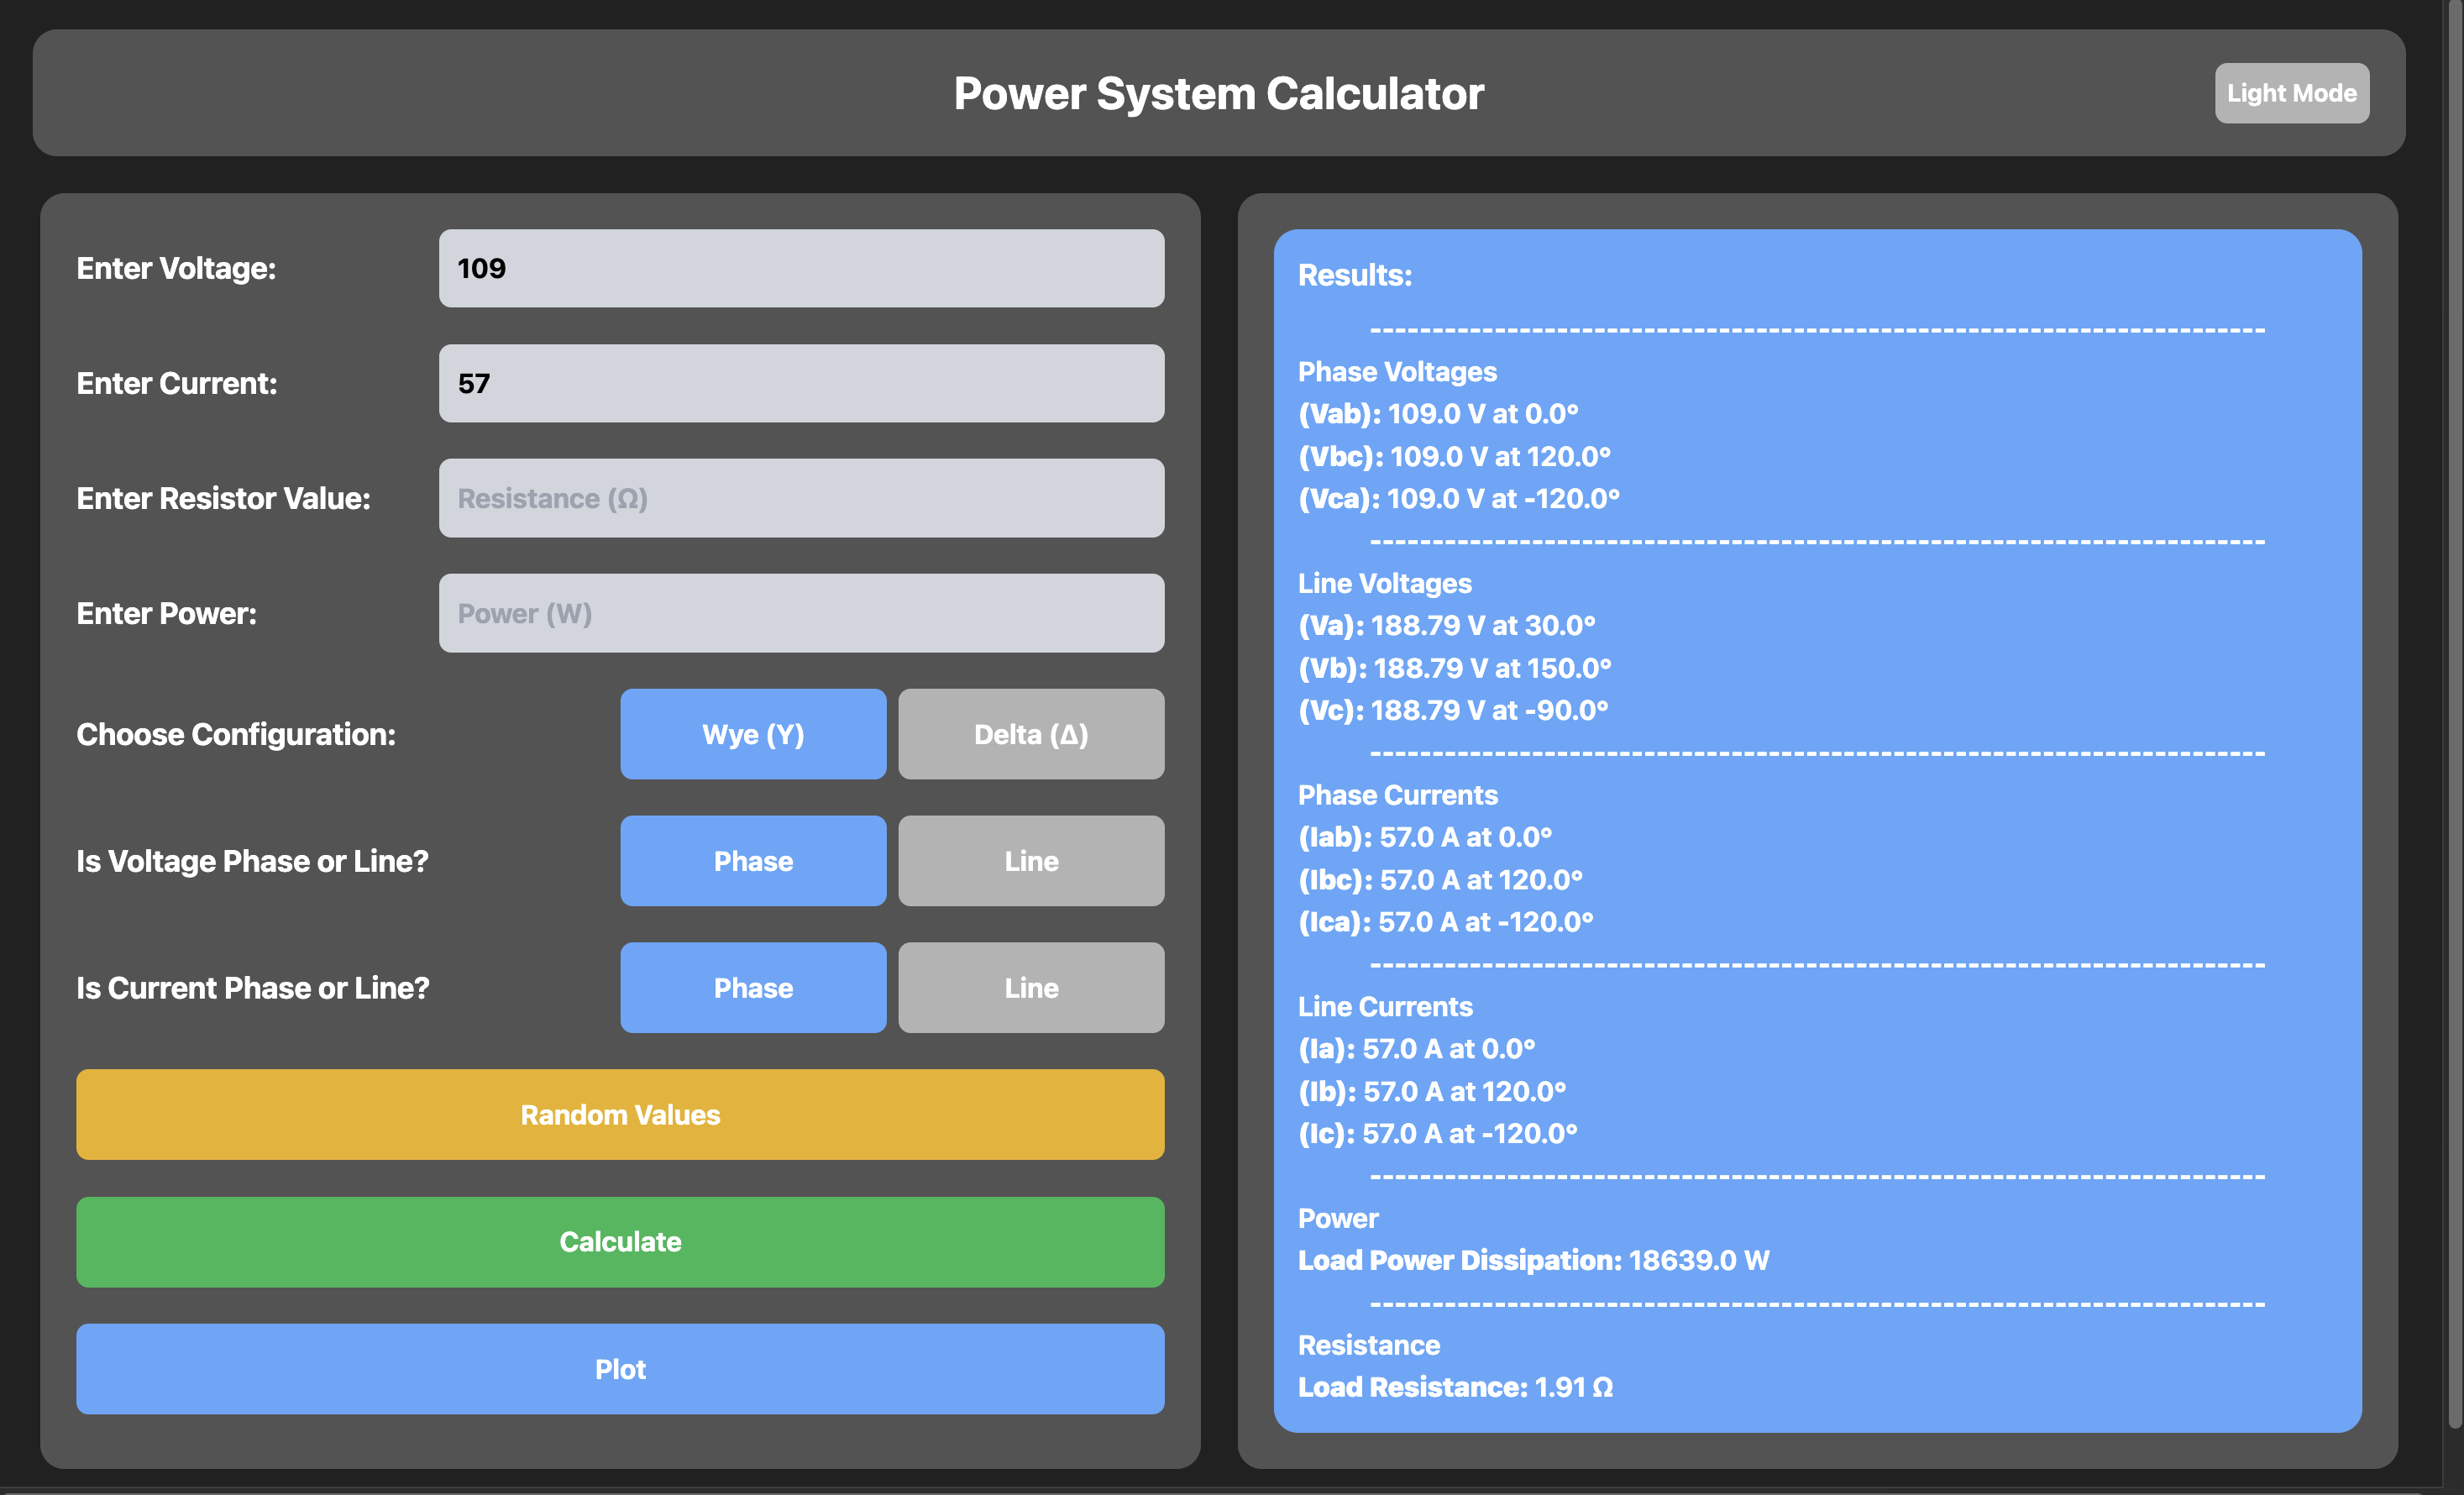 Power System Calculator
Light Mode
Enter Voltage:
109
Enter Current:
57
Enter Resistor Value:
Resistance (Ω)
Enter Power:
Power (W)
Choose Configuration:
Wye (Y)
Delta (Δ)
Is Voltage Phase or Line?
Phase
Line
Is Current Phase or Line?
Phase
Line
Random Values
Calculate
Plot
Results:
------------------------------------------------------------------------
Phase Voltages
(Vab): 109.0 V at 0.0°
(Vbc): 109.0 V at 120.0°
(Vca): 109.0 V at -120.0°
------------------------------------------------------------------------
Line Voltages
(Va): 188.79 V at 30.0°
(Vb): 188.79 V at 150.0°
(Vc): 188.79 V at -90.0°
------------------------------------------------------------------------
Phase Currents
(Iab): 57.0 A at 0.0°
(Ibc): 57.0 A at 120.0°
(Ica): 57.0 A at -120.0°
------------------------------------------------------------------------
Line Currents
(Ia): 57.0 A at 0.0°
(Ib): 57.0 A at 120.0°
(Ic): 57.0 A at -120.0°
------------------------------------------------------------------------
Power
Load Power Dissipation: 18639.0 W
------------------------------------------------------------------------
Resistance
Load Resistance: 1.91 Ω